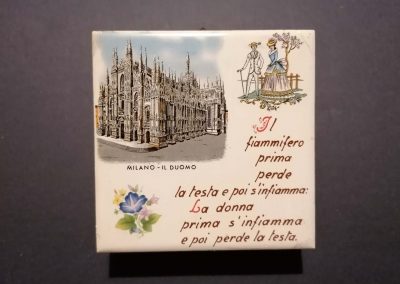 MILANO - IL DUOMO
Il
fiammifero
prima
perde
la testa e poi s'infiamma:
La donna
prima s'infiamma
e poi perde la testa.